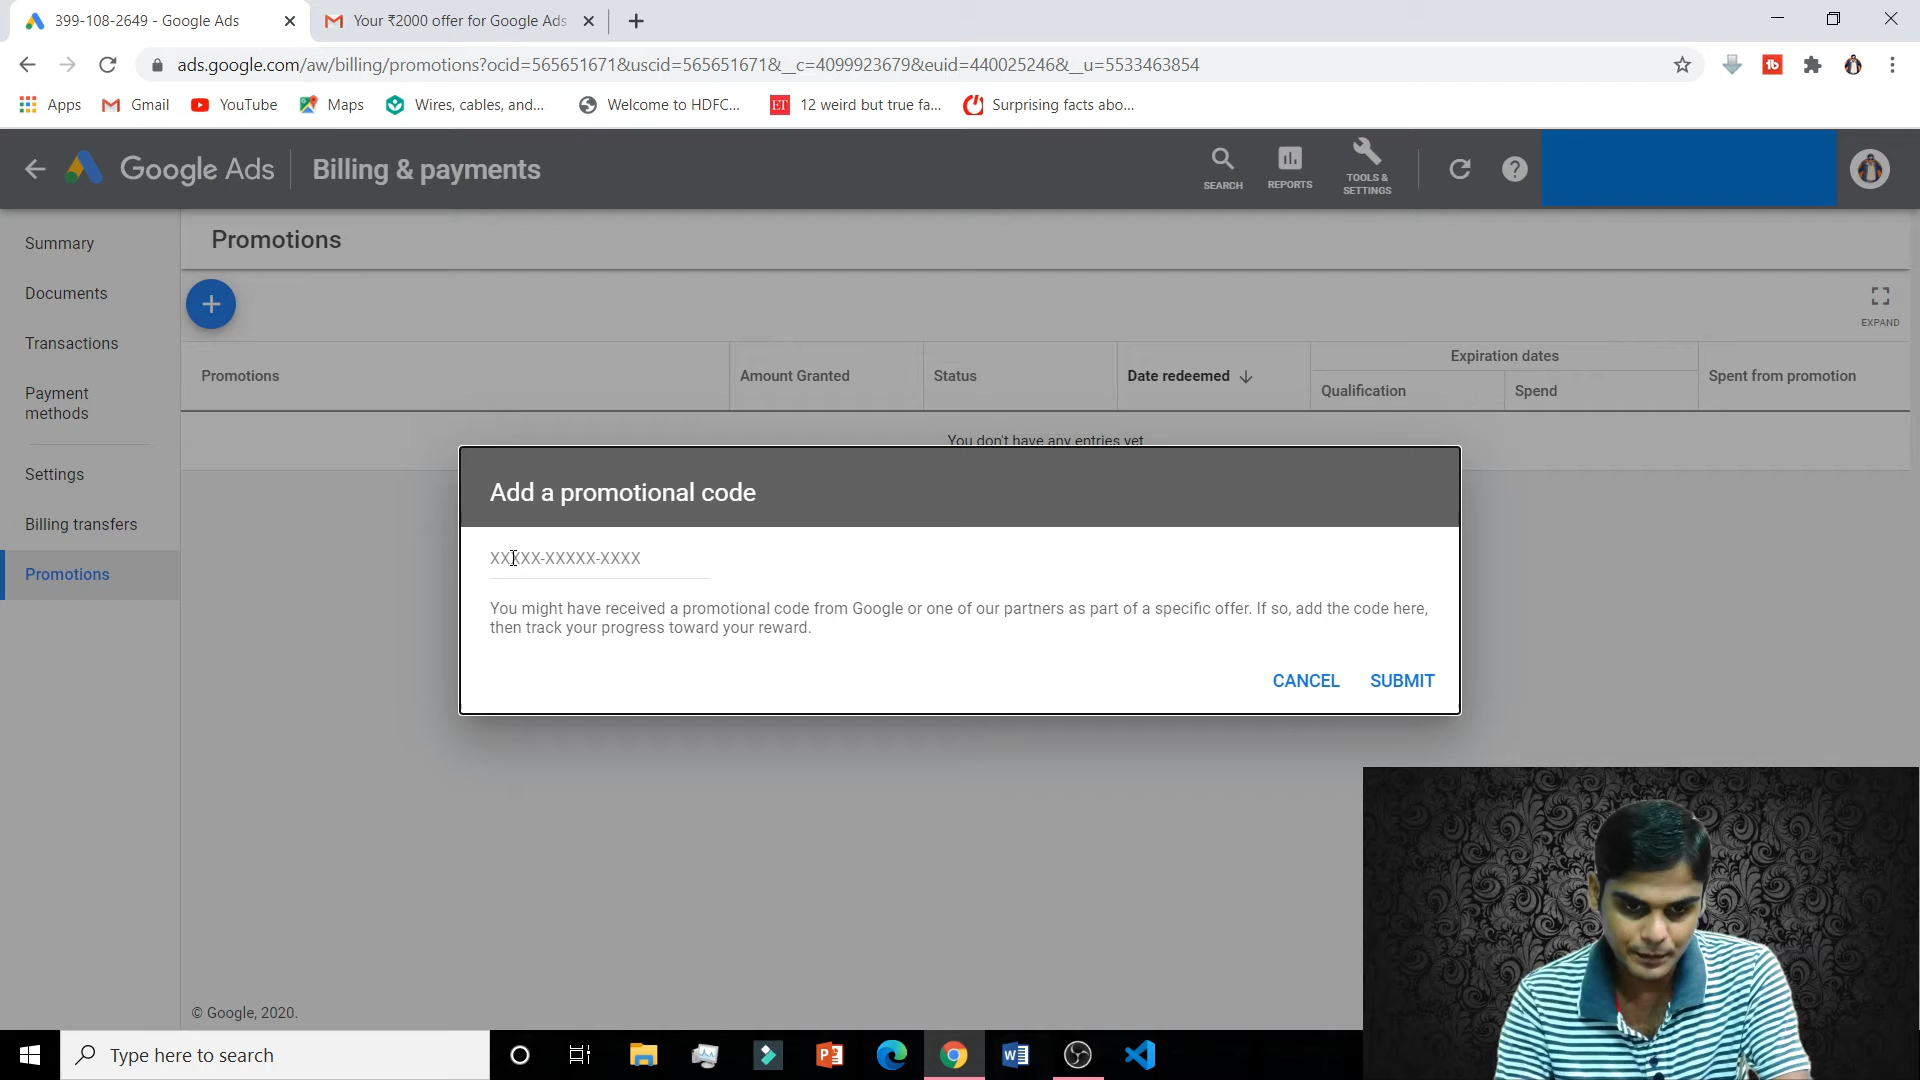 399-108-2649 - Google Ads
Your ₹2000 offer for Google Ads
ads.google.com/aw/billing/promotions?ocid=565651671&uscid=565651671&__c=4099923679&euid=440025246&__u=5533463854
Apps
Gmail
YouTube
Maps
Wires, cables, and...
Welcome to HDFC...
ET
12 weird but true fa...
Surprising facts abo...
Google Ads
Billing & payments
SEARCH
REPORTS
TOOLS &
SETTINGS
Summary
Documents
Transactions
Payment
methods
Settings
Billing transfers
Promotions
Promotions
EXPAND
Promotions
Amount Granted
Status
Date redeemed
Expiration dates
Qualification
Spend
Spent from promotion
You don't have any entries yet
Add a promotional code
XXXXX-XXXXX-XXXX
You might have received a promotional code from Google or one of our partners as part of a specific offer. If so, add the code here,
then track your progress toward your reward.
CANCEL
SUBMIT
© Google, 2020.
Type here to search